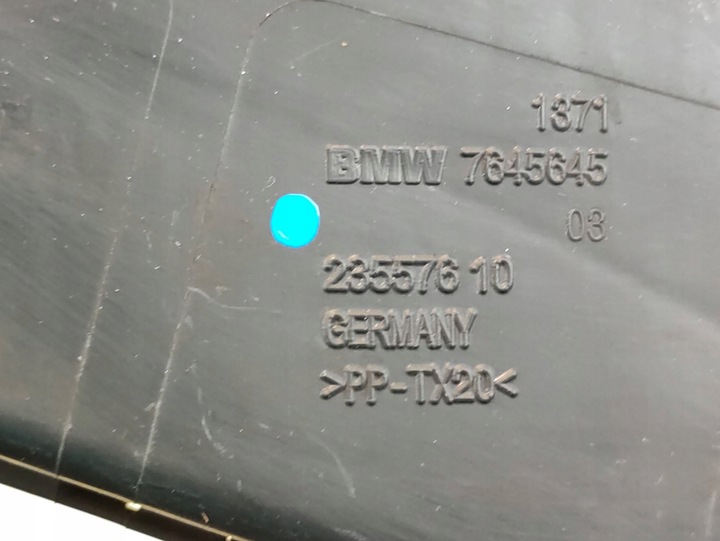 1371
BMW 7645645
03
235576 10
GERMANY
>PP-TX20<